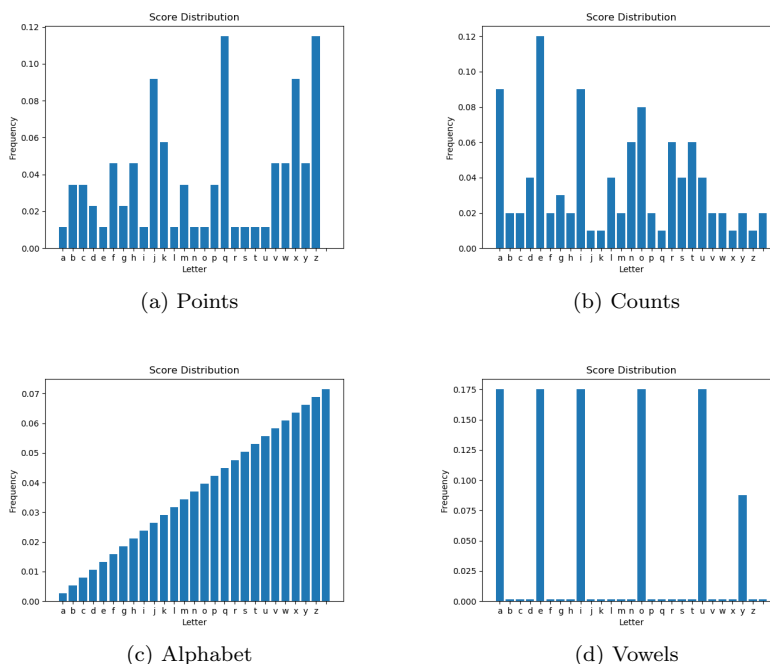 Score Distribution
0.12
0.10
0.08
0.06
0.04
0.02
0.00
Frequency
a b c d e f g h i j k l m n o p q r s t u v w x y z
Letter
(a) Points
Score Distribution
0.12
0.10
0.08
0.06
0.04
0.02
0.00
Frequency
a b c d e f g h i j k l m n o p q r s t u v w x y z
Letter
(b) Counts
Score Distribution
0.07
0.06
0.05
0.04
0.03
0.02
0.01
0.00
Frequency
a b c d e f g h i j k l m n o p q r s t u v w x y z
Letter
(c) Alphabet
Score Distribution
0.175
0.150
0.125
0.100
0.075
0.050
0.025
0.000
Frequency
a b c d e f g h i j k l m n o p q r s t u v w x y z
Letter
(d) Vowels